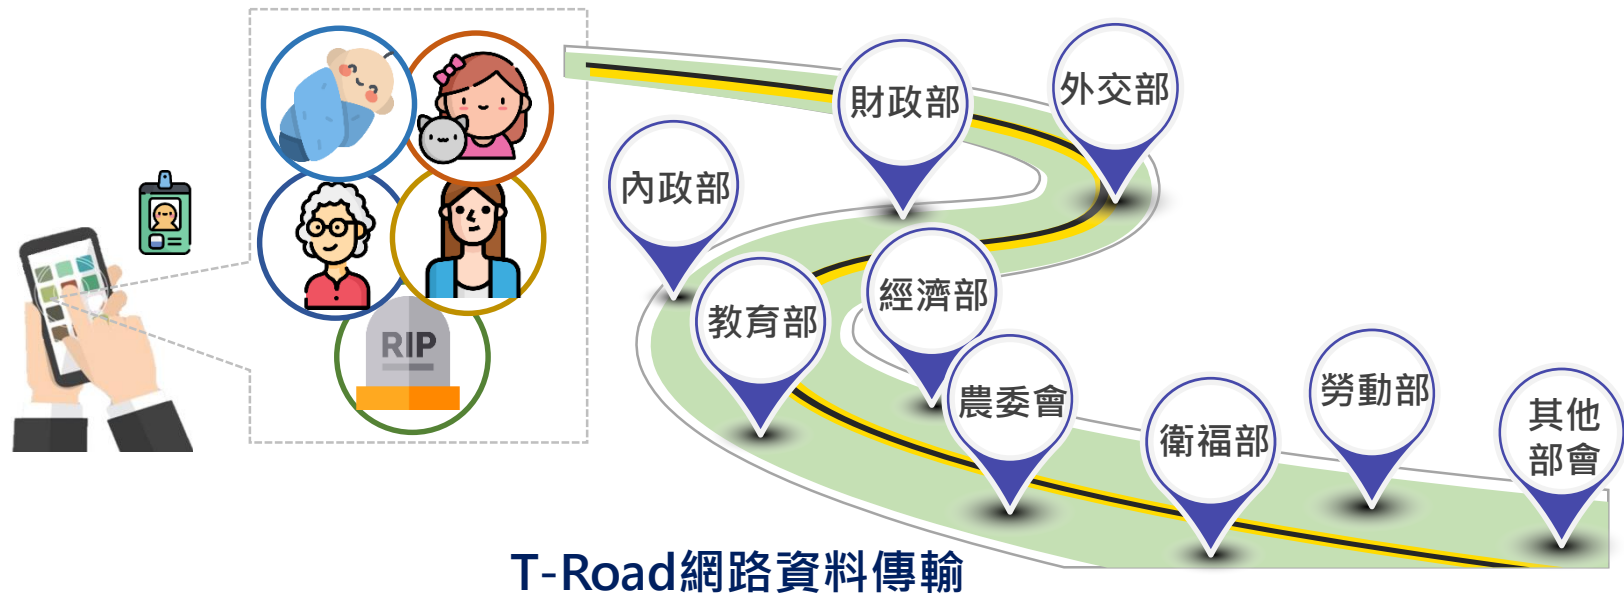 RIP
財政部
外交部
內政部
經濟部
教育部
農委會
衛福部
勞動部
其他
部會
T-Road網路資料傳輸